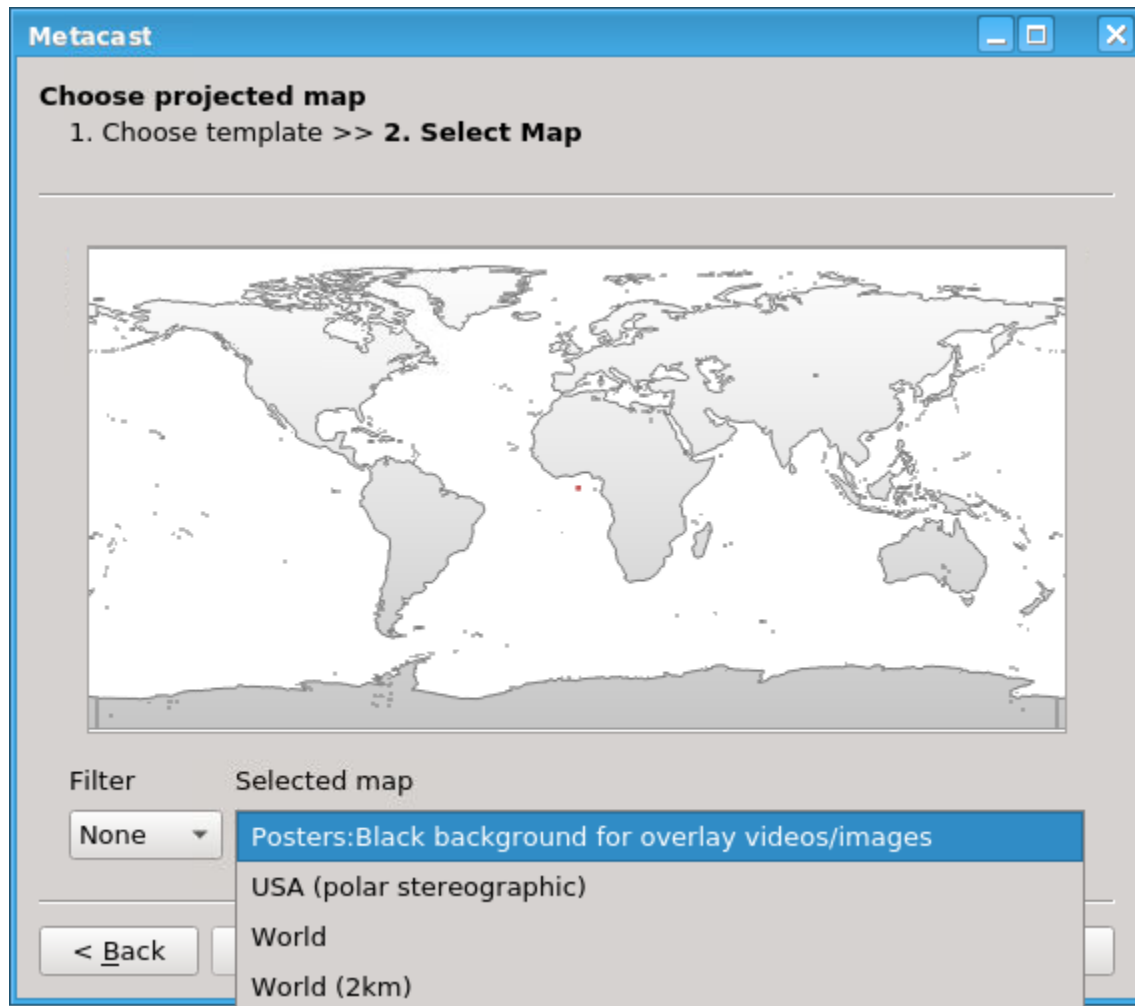 Metacast
Choose projected map
1. Choose template >> 2. Select Map
Filter
Selected map
None
Posters:Black background for overlay videos/images
USA (polar stereographic)
World
World (2km)
< Back